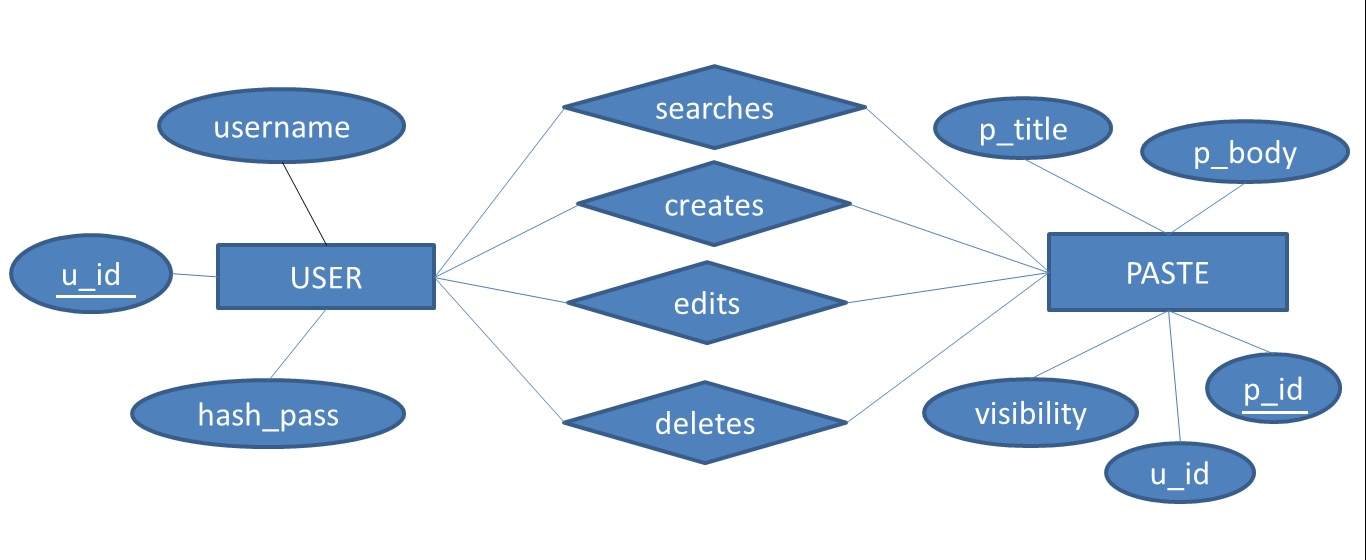 searches
username
p_title
p_body
creates
u_id
USER
PASTE
edits
hash_pass
deletes
visibility
p_id
u_id